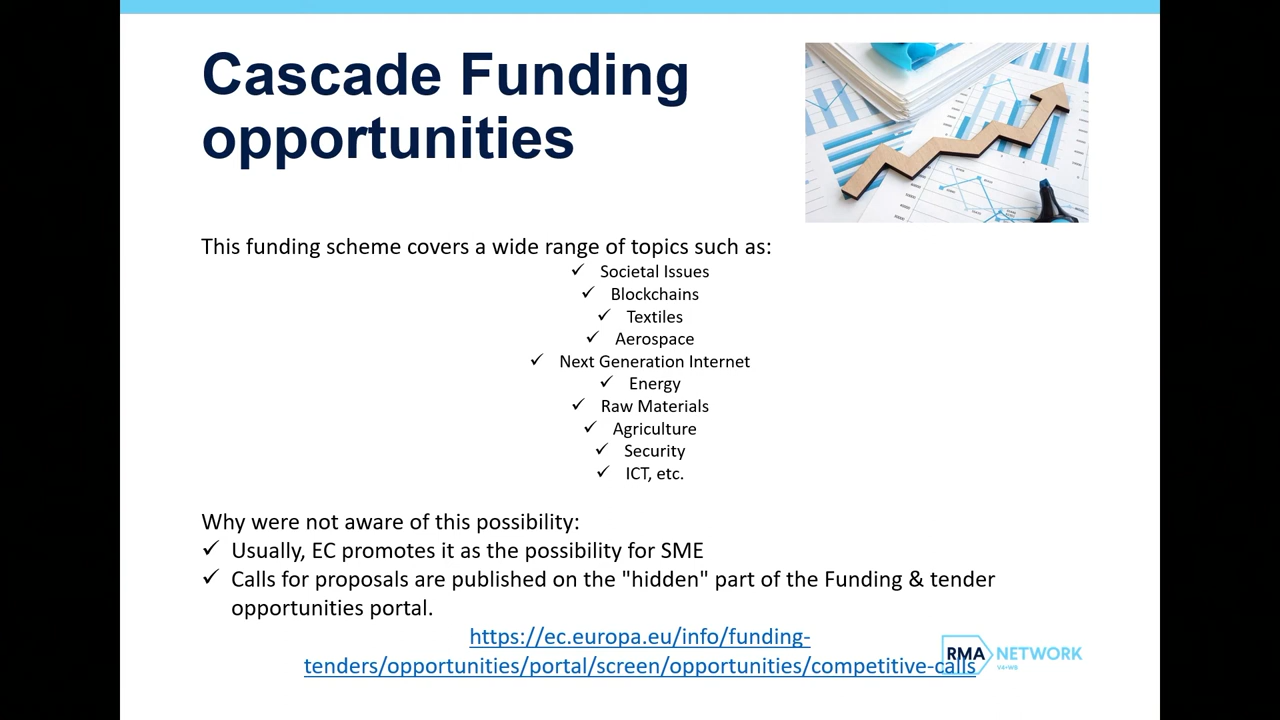 Cascade Funding
opportunities
This funding scheme covers a wide range of topics such as:
✓ Societal Issues
✓ Blockchains
✓ Textiles
✓ Aerospace
✓ Next Generation Internet
✓ Energy
✓ Raw Materials
✓ Agriculture
✓ Security
✓ ICT, etc.
Why were not aware of this possibility:
✓ Usually, EC promotes it as the possibility for SME
✓ Calls for proposals are published on the "hidden" part of the Funding & tender
opportunities portal.
https://ec.europa.eu/info/funding-
tenders/opportunities/portal/screen/opportunities/competitive-calls
RMA NETWORK
V4+WB